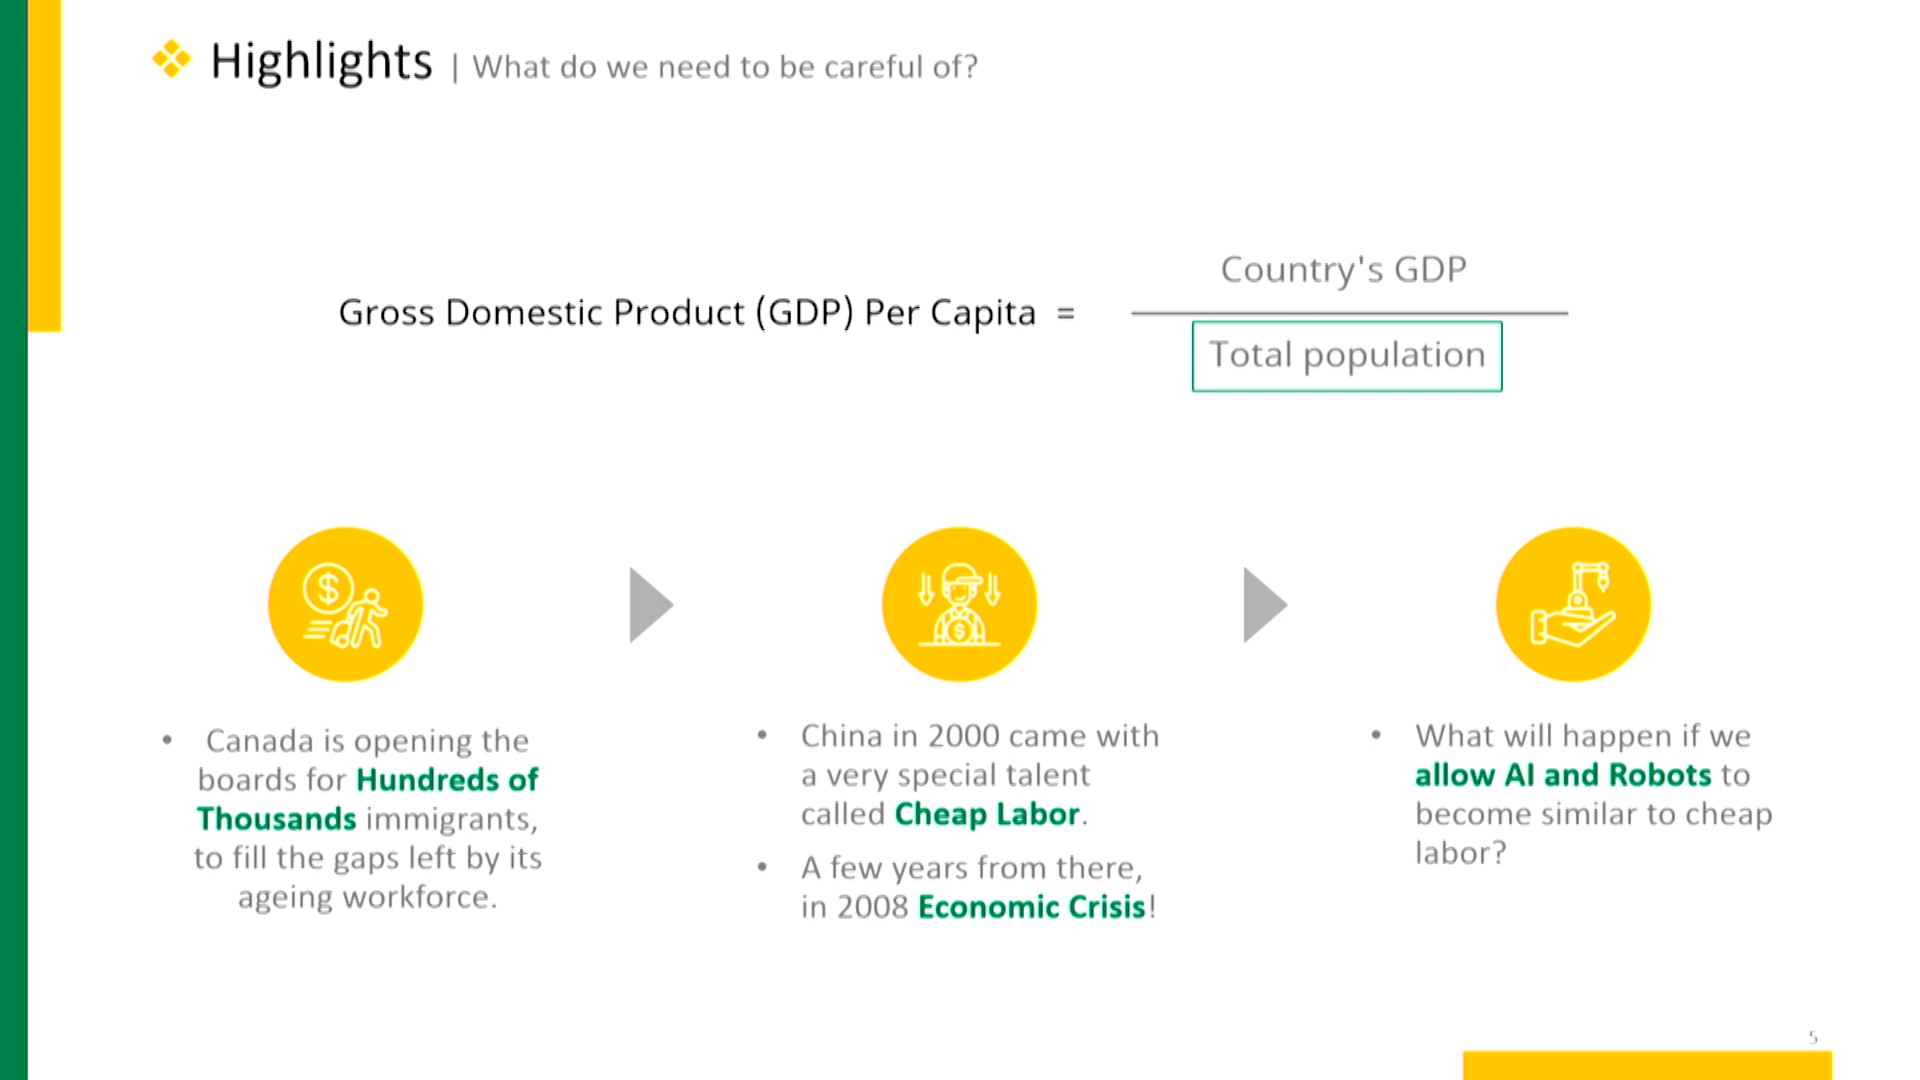 Highlights | What do we need to be careful of?
Country's GDP
Gross Domestic Product (GDP) Per Capita =
Total population
$
$
• Canada is opening the
boards for Hundreds of
Thousands immigrants,
to fill the gaps left by its
ageing workforce.
• China in 2000 came with
a very special talent
called Cheap Labor.
• A few years from there,
in 2008 Economic Crisis!
• What will happen if we
allow AI and Robots to
become similar to cheap
labor?
5